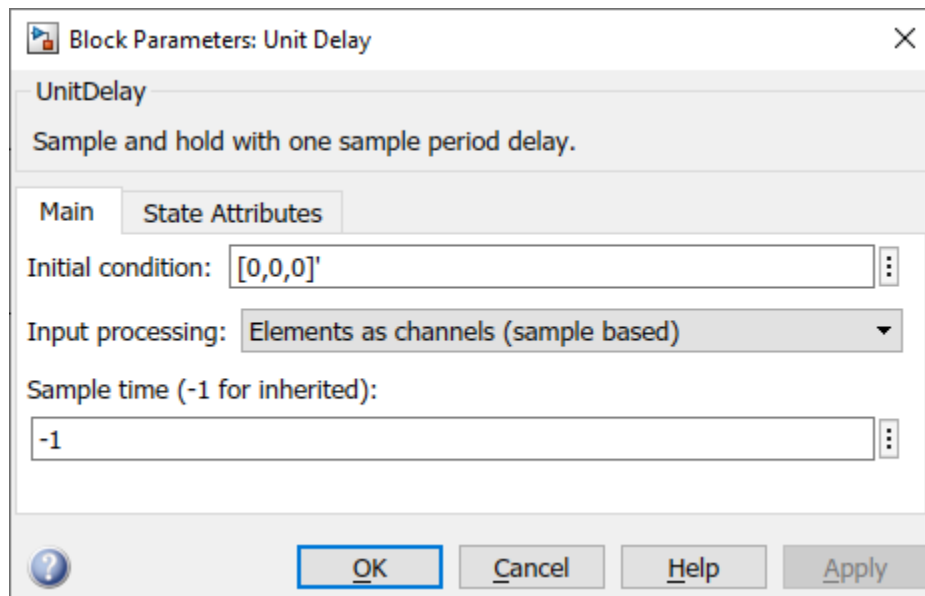 Block Parameters: Unit Delay
UnitDelay
Sample and hold with one sample period delay.
Main State Attributes
Initial condition: [0,0,0]'
Input processing: Elements as channels (sample based)
Sample time (-1 for inherited):
-1
OK Cancel Help Apply